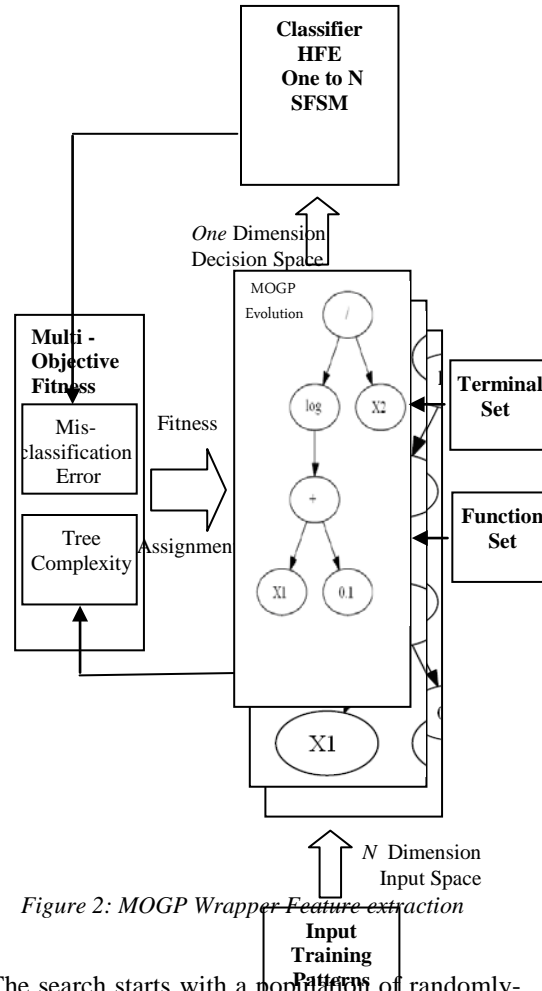 Classifier
HFE
One to N
SFSM
One Dimension
Decision Space
MOGP
Evolution
/
log
X2
+
X1
0.1
Multi -
Objective
Fitness
Mis-
classification
Error
Tree
Complexity
Fitness
Assignmen
Terminal
Set
Function
Set
X1
N Dimension
Input Space
Figure 2: MOGP Wrapper Feature extraction
Input
Training
Patterns
The search starts with a population of randomly-